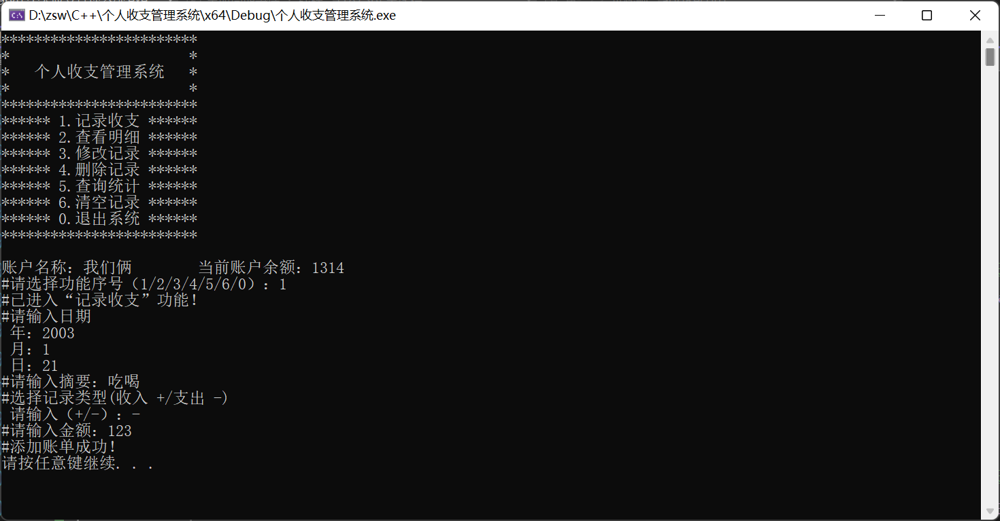 D:\zsw\C++\个人收支管理系统\x64\Debug\个人收支管理系统.exe
************************
*                      *
*   个人收支管理系统   *
*                      *
************************
****** 1.记录收支 ******
****** 2.查看明细 ******
****** 3.修改记录 ******
****** 4.删除记录 ******
****** 5.查询统计 ******
****** 6.清空记录 ******
****** 0.退出系统 ******
************************

账户名称：我们俩        当前账户余额：1314
#请选择功能序号（1/2/3/4/5/6/0）：1
#已进入“记录收支”功能！
#请输入日期
 年：2003
 月：1
 日：21
#请输入摘要：吃喝
#选择记录类型(收入 +/支出 -)
 请输入（+/-）：-
#请输入金额：123
#添加账单成功！
请按任意键继续. . .